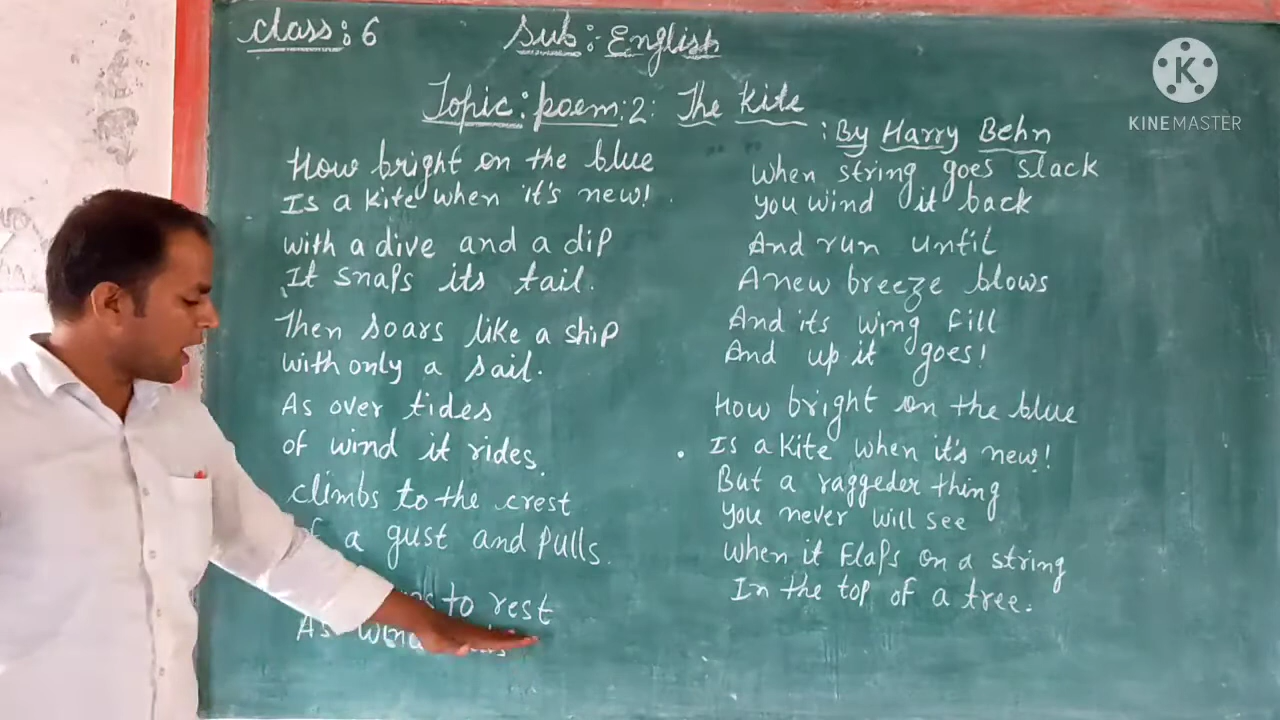 Class: 6
Sub: English
Topic: poem: 2: The Kite
: By Harry Behn
How bright on the blue
Is a Kite when it's new!
with a dive and a dip
It snaps its tail.
Then soars like a ship
with only a sail.
As over tides
of wind it rides.
climbs to the crest
of a gust and pulls.
to rest
As wind
When string goes slack
you wind it back
And run until
A new breeze blows
And its wing fill
And up it goes!
How bright on the blue
Is a Kite when it's new!
But a raggeder thing
you never will see
When it Flaps on a string
In the top of a tree.
K
KINEMASTER